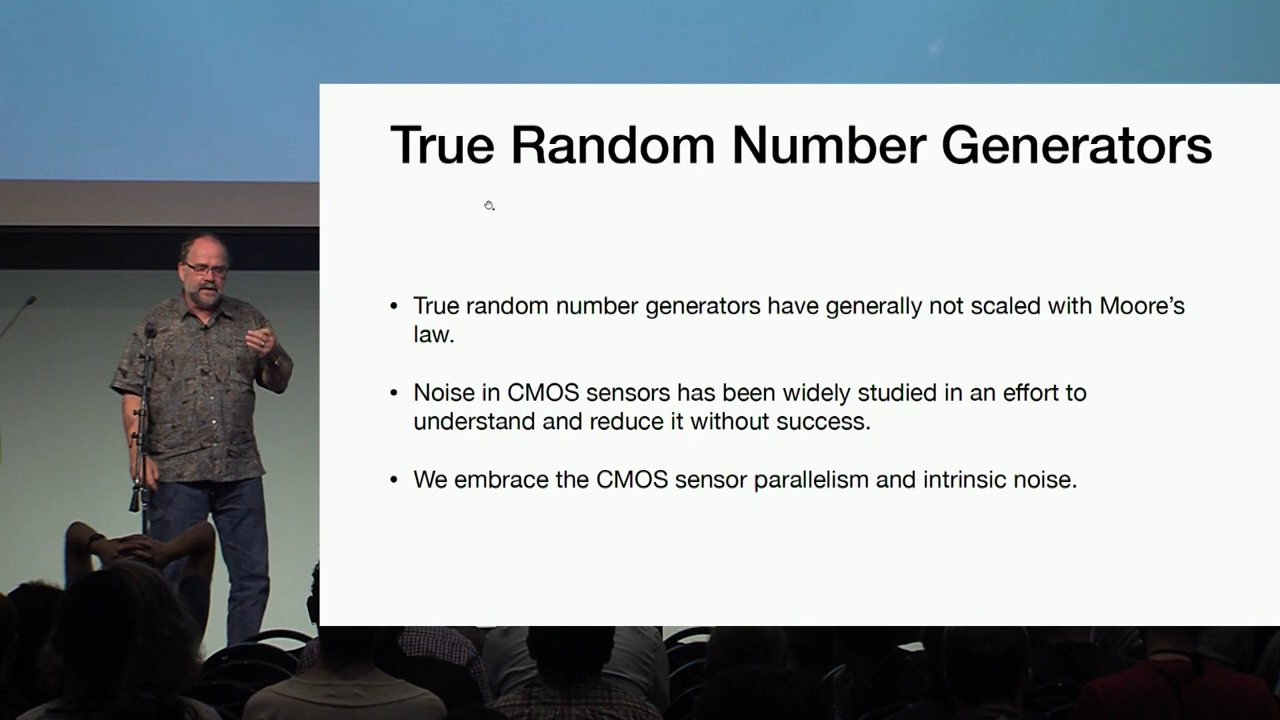 True Random Number Generators
• True random number generators have generally not scaled with Moore’s
law.
• Noise in CMOS sensors has been widely studied in an effort to
understand and reduce it without success.
• We embrace the CMOS sensor parallelism and intrinsic noise.